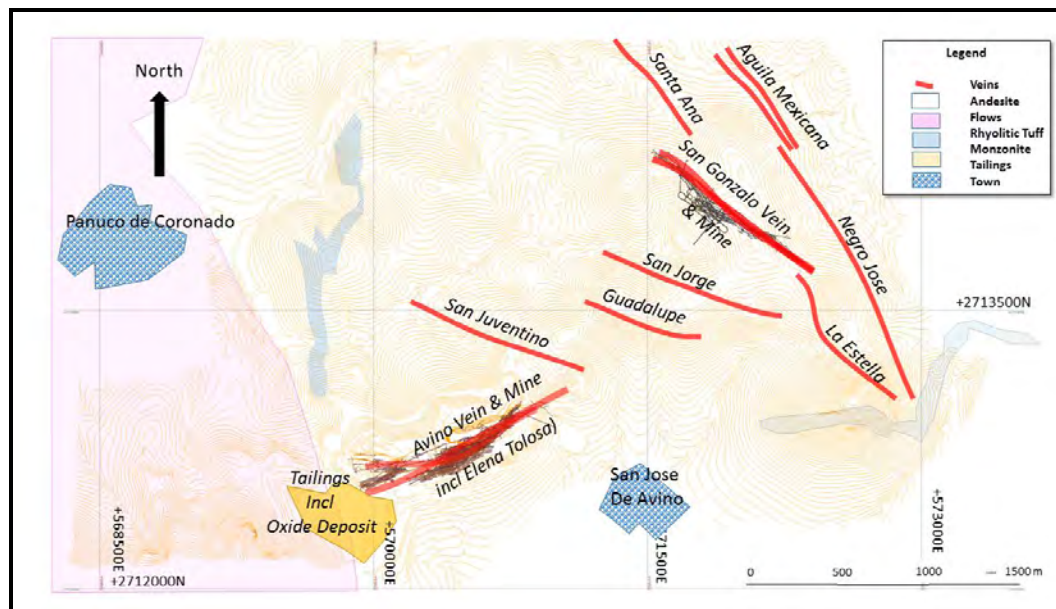 North
Panuco de Coronado
Santa Ana
Aguila Mexicana
San Gonzalo Vein
& Mine
Negro Jose
San Jorge
Guadalupe
San Juventino
La Estella
+2713500N
Avino Vein & Mine
incl Elena Tolosa)
Tailings
Incl
Oxide Deposit
San Jose
De Avino
+568500E
+570000E
71500E
+573000E
+2712000N
Legend
Veins
Andesite
Flows
Rhyolitic Tuff
Monzonite
Tailings
Town
0 500 1000 1500 m